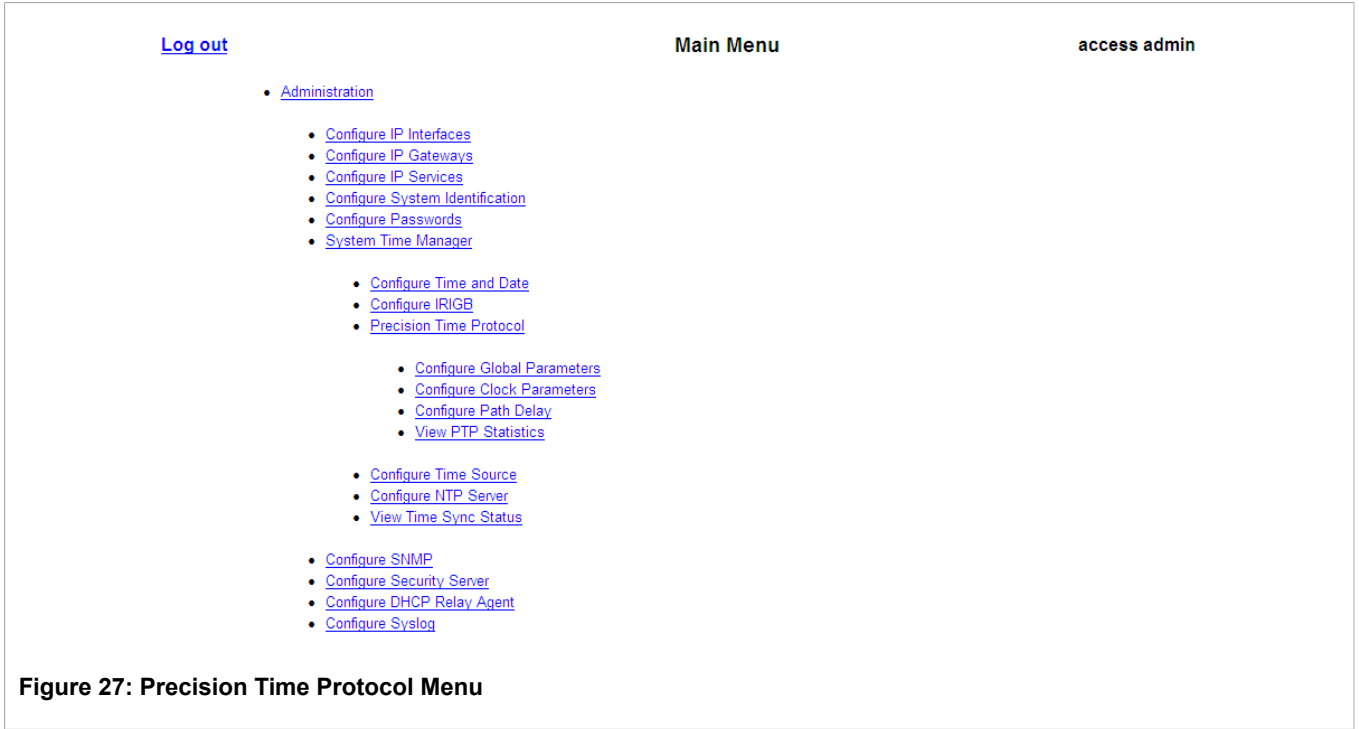 Log out Main Menu access admin
Administration
Configure IP Interfaces
Configure IP Gateways
Configure IP Services
Configure System Identification
Configure Passwords
System Time Manager
Configure Time and Date
Configure IRIGB
Precision Time Protocol
Configure Global Parameters
Configure Clock Parameters
Configure Path Delay
View PTP Statistics
Configure Time Source
Configure NTP Server
View Time Sync Status
Configure SNMP
Configure Security Server
Configure DHCP Relay Agent
Configure Syslog
Figure 27: Precision Time Protocol Menu